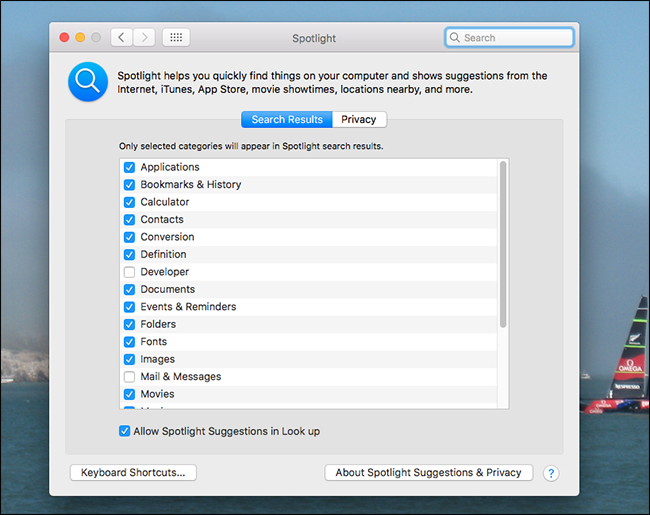 Spotlight
Search
Spotlight helps you quickly find things on your computer and shows suggestions from the
Internet, iTunes, App Store, movie showtimes, locations nearby, and more.
Search Results
Privacy
Only selected categories will appear in Spotlight search results.
Applications
Bookmarks & History
Calculator
Contacts
Conversion
Definition
Developer
Documents
Events & Reminders
Folders
Fonts
Images
Mail & Messages
Movies
Allow Spotlight Suggestions in Look up
Keyboard Shortcuts...
About Spotlight Suggestions & Privacy
?
OMEGA
NESPRESSO
OMEGA